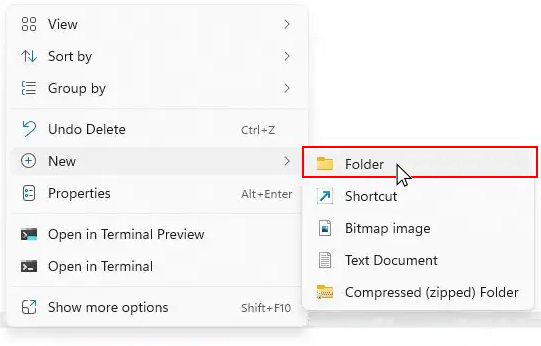 View
Sort by
Group by
Undo Delete Ctrl+Z
New
Properties Alt+Enter
Open in Terminal Preview
Open in Terminal
Show more options Shift+F10
Folder
Shortcut
Bitmap image
Text Document
Compressed (zipped) Folder